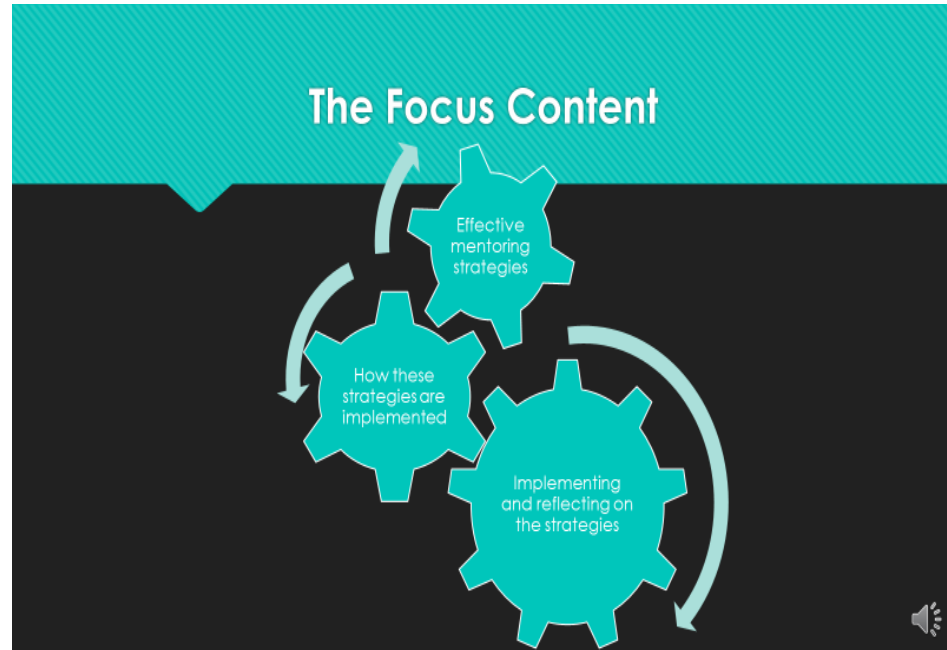 The Focus Content
Effective
mentoring
strategies
How these
strategies are
implemented
Implementing
and reflecting on
the strategies